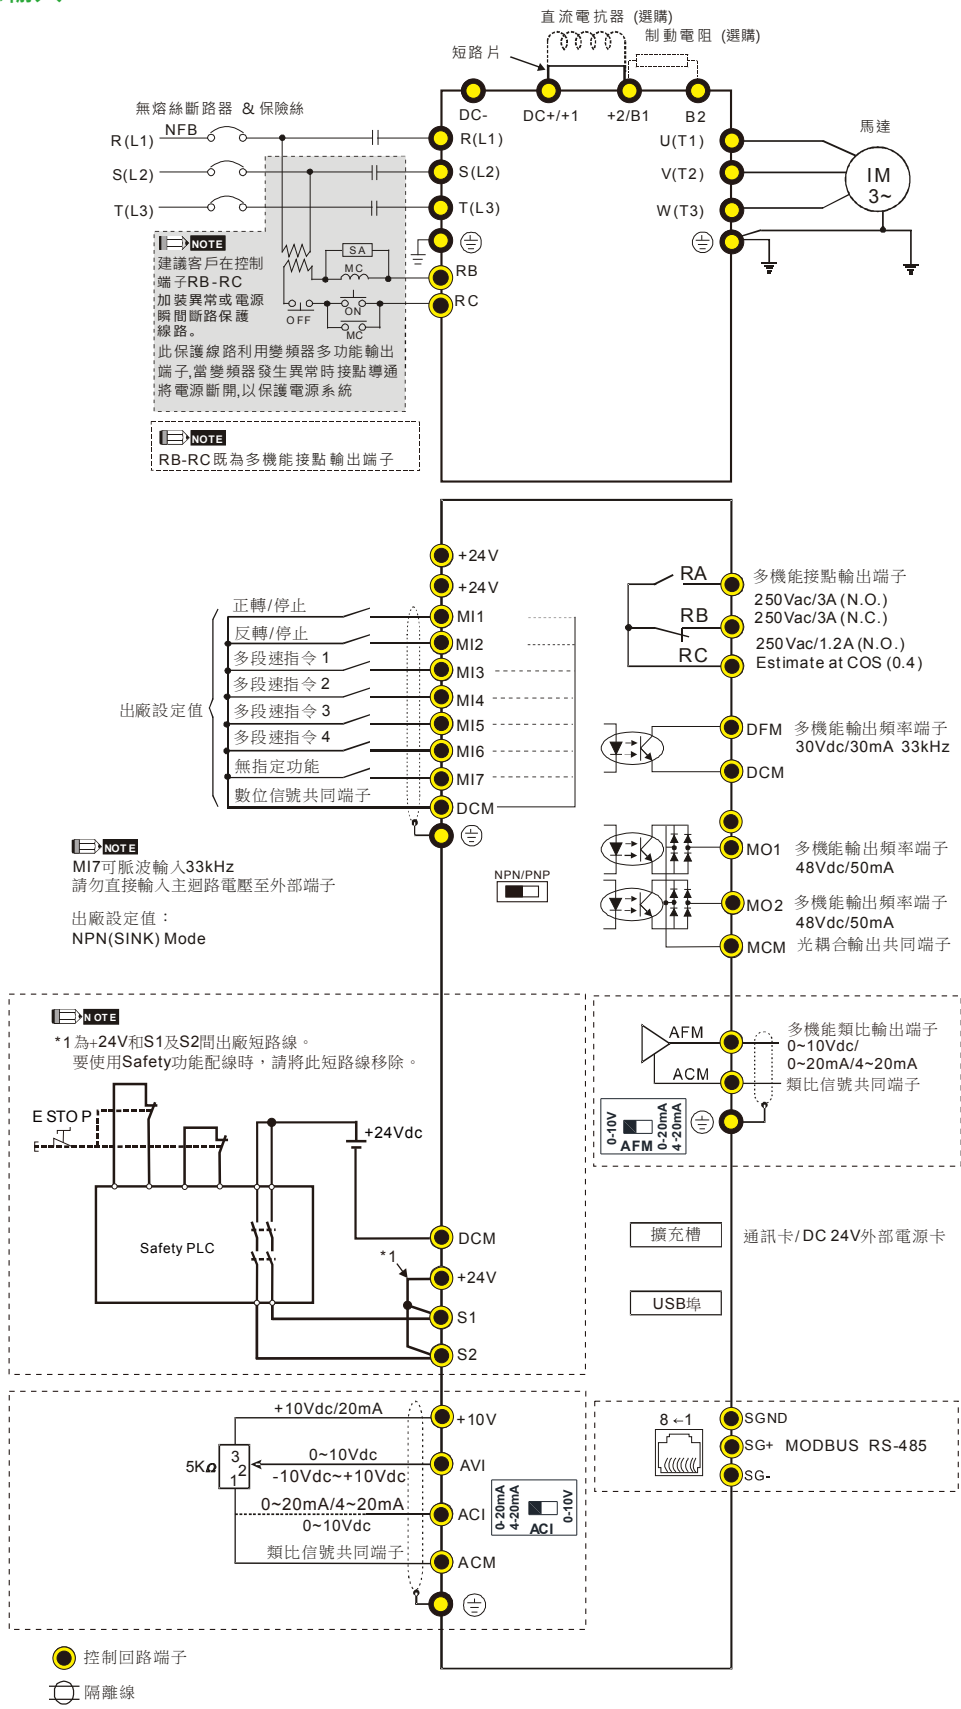 直流電抗器 (選購)
制動電阻 (選購)
短路片
無熔絲斷路器 & 保險絲
DC-
DC+/+1
+2/B1
B2
馬達
R(L1)
NFB
R(L1)
U(T1)
S(L2)
S(L2)
V(T2)
IM
3~
T(L3)
T(L3)
W(T3)
NOTE
建議客戶在控制
端子RB-RC
加裝異常或電源
瞬間斷路保護
線路。
此保護線路利用變頻器多功能輸出
端子,當變頻器發生異常時接點導通
將電源斷開,以保護電源系統
SA
MC
RB
OFF
ON
MC
RC
NOTE
RB-RC既為多機能接點輸出端子
+24V
+24V
出廠設定值
正轉/停止
MI1
反轉/停止
MI2
多段速指令 1
MI3
多段速指令 2
MI4
多段速指令 3
MI5
多段速指令 4
MI6
無指定功能
MI7
數位信號共同端子
DCM
RA
多機能接點輸出端子
250Vac/3A (N.O.)
RB
250Vac/3A (N.C.)
250Vac/1.2A (N.O.)
RC
Estimate at COS (0.4)
DFM
多機能輸出頻率端子
30Vdc/30mA 33kHz
DCM
NOTE
MI7可脈波輸入33kHz
請勿直接輸入主迴路電壓至外部端子
出廠設定值：
NPN(SINK) Mode
NPN/PNP
MO1
多機能輸出頻率端子
48Vdc/50mA
MO2
多機能輸出頻率端子
48Vdc/50mA
MCM
光耦合輸出共同端子
NOTE
*1為+24V和S1及S2間出廠短路線。
要使用Safety功能配線時，請將此短路線移除。
ESTOP
+24Vdc
Safety PLC
DCM
*1
+24V
S1
S2
AFM
多機能類比輸出端子
0~10Vdc/
0~20mA/4~20mA
ACM
類比信號共同端子
0-10V
AFM
0-20mA
4-20mA
擴充槽
通訊卡/DC 24V外部電源卡
USB埠
+10Vdc/20mA
+10V
5KΩ
3
2
1
0~10Vdc
-10Vdc~+10Vdc
AVI
0~20mA/4~20mA
0~10Vdc
ACI
0-20mA
4-20mA
ACI
0-10V
類比信號共同端子
ACM
8←1
SGND
SG+
MODBUS RS-485
SG-
控制回路端子
隔離線